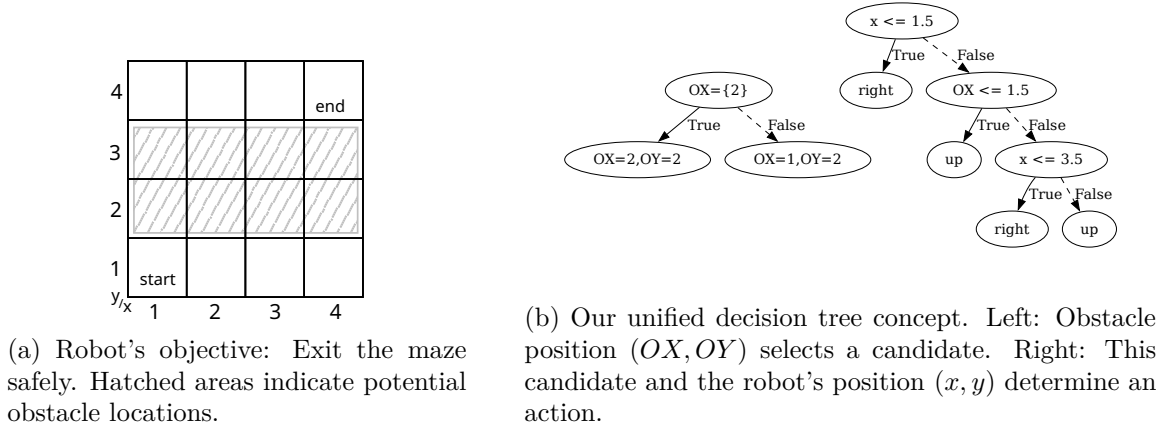 4
end
3
2
1
start
y/x
1 2 3 4
(a) Robot's objective: Exit the maze
safely. Hatched areas indicate potential
obstacle locations.
x <= 1.5
True
False
OX={2}
right
OX <= 1.5
True
False
True
False
OX=2,OY=2
OX=1,OY=2
up
x <= 3.5
True
False
right
up
(b) Our unified decision tree concept. Left: Obstacle
position (OX, OY) selects a candidate. Right: This
candidate and the robot's position (x, y) determine an
action.